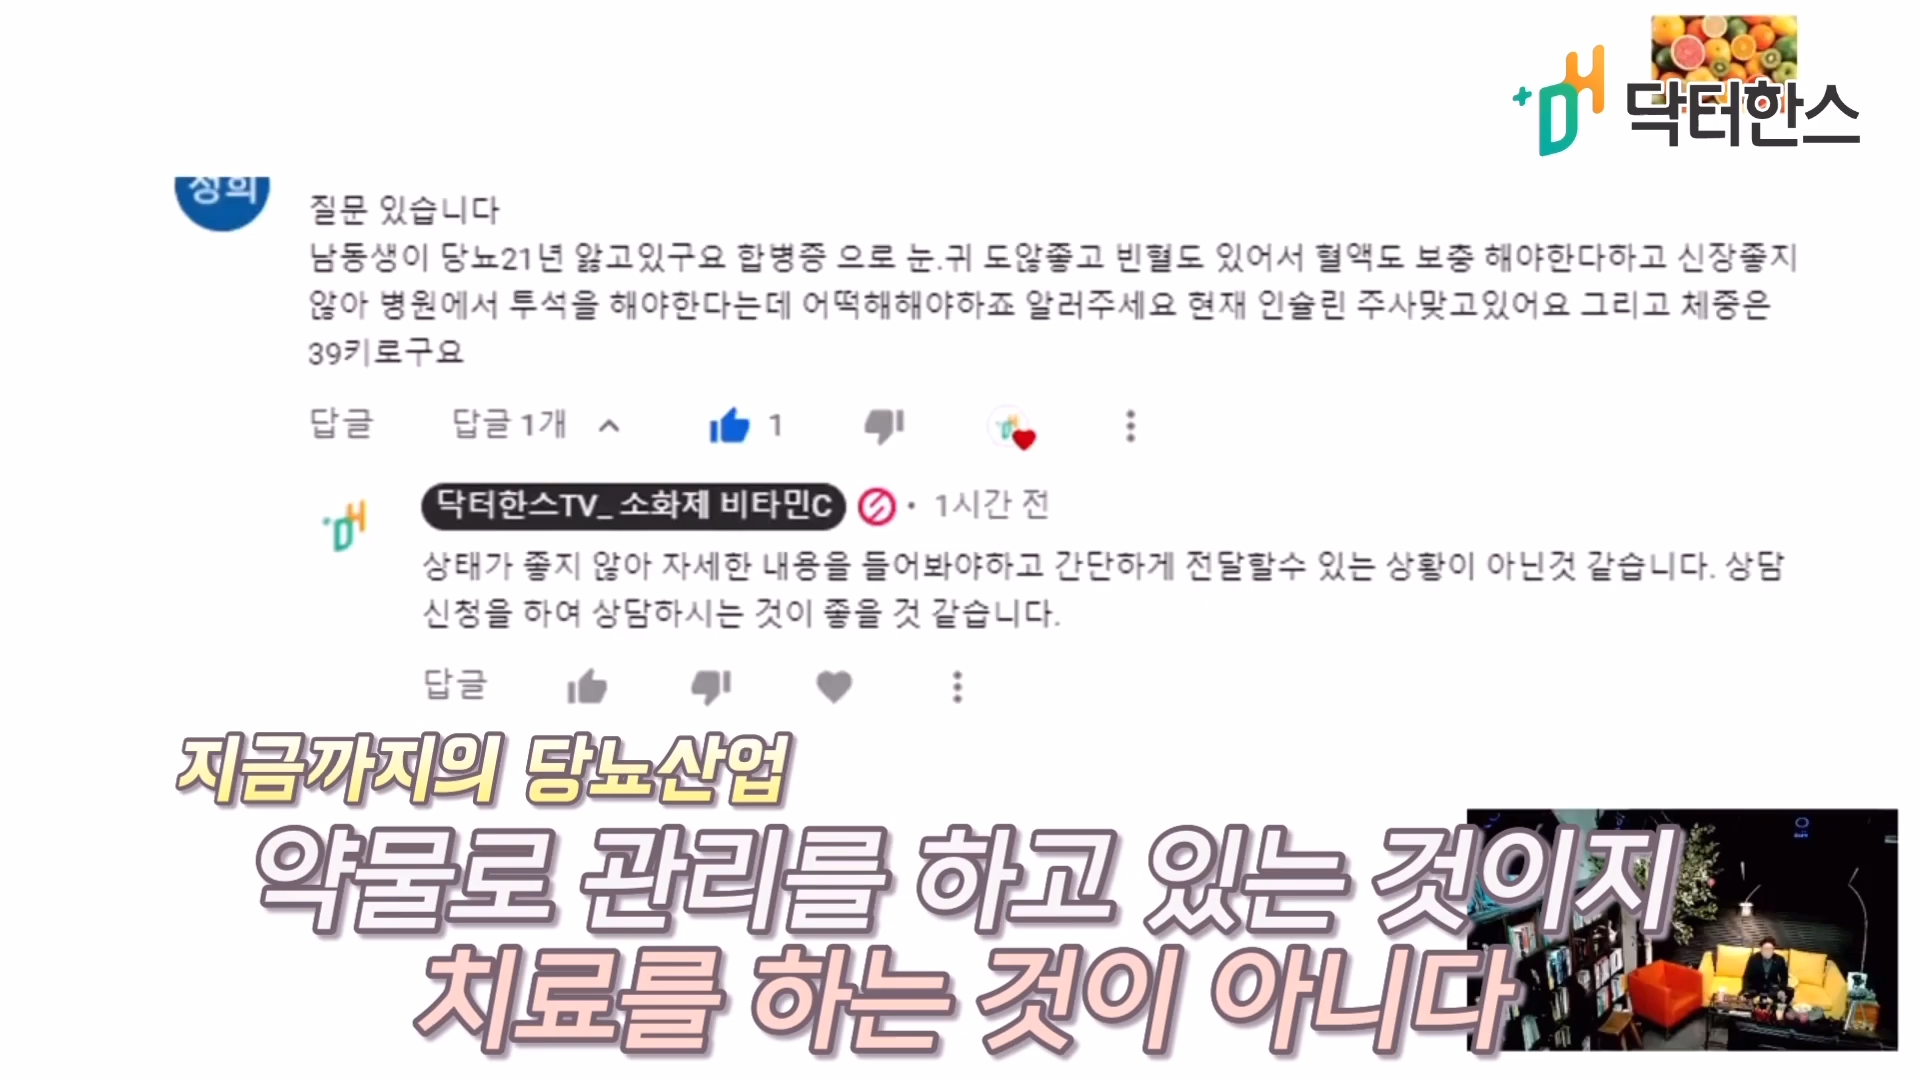 닥터한스
성희
질문 있습니다
남동생이 당뇨21년 앓고있구요 합병증 으로 눈.귀 도않좋고 빈혈도 있어서 혈액도 보충 해야한다하고 신장좋지
않아 병원에서 투석을 해야한다는데 어떡해해야하죠 알러주세요 현재 인슐린 주사맞고있어요 그리고 체중은
39키로구요
답글 답글 1개 1
닥터한스TV_ 소화제 비타민C · 1시간 전
상태가 좋지 않아 자세한 내용을 들어봐야하고 간단하게 전달할수 있는 상황이 아닌것 같습니다. 상담
신청을 하여 상담하시는 것이 좋을 것 같습니다.
답글
지금까지의 당뇨산업
약물로 관리를 하고 있는 것이지
치료를 하는 것이 아니다